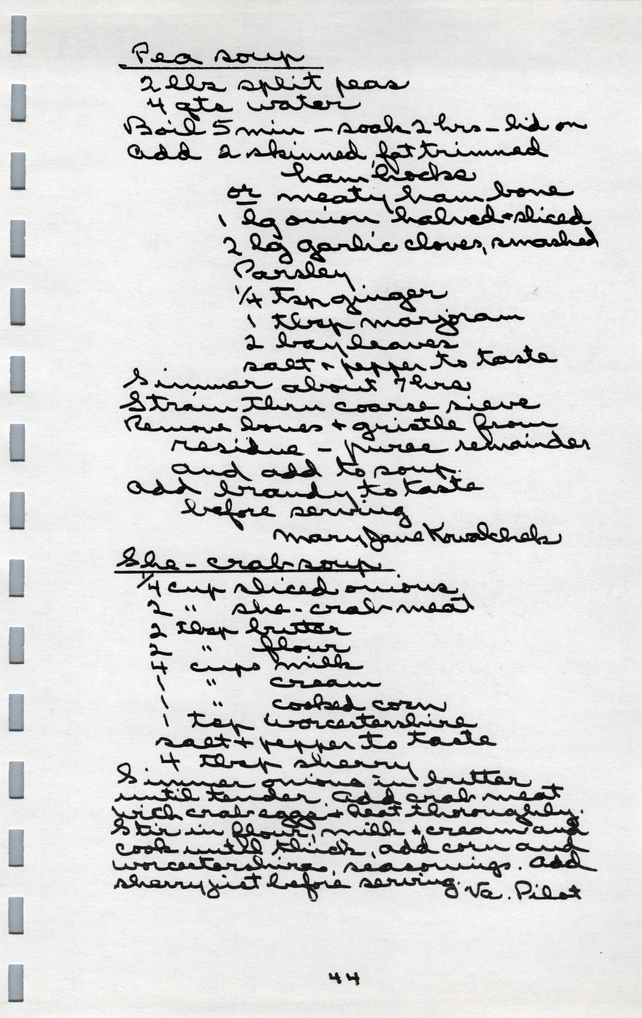 Pea soup
2 lbs split peas
4 qts water
Boil 5 min - soak 2 hrs - lid on
Add 2 skinned, fat trimmed
ham hocks
or meaty ham bone
1 lg onion halved + sliced
2 lg garlic cloves, smashed
Parsley
1/4 tsp ginger
1 tbsp marjoram
2 bay leaves
salt + pepper to taste
Simmer about 7 hrs
Strain thru coarse sieve
Remove bones + gristle from
residue - puree remainder
and add to soup.
Add brandy to taste
before serving
Mary Jane Kowalchek
She-crab soup
1/4 cup sliced onions
2 " she-crab meat
2 tbsp butter
2 " flour
4 cups milk
1 " cream
1 " cooked corn
1 tsp Worcestershire
salt + pepper to taste
4 tbsp sherry
Simmer onions in butter
until tender. Add crab meat
with crab eggs + heat thoroughly.
Stir in flour, milk + cream and
cook until thick, add corn and
worcestershire, seasonings. Add
sherry just before serving. Va. Pilot
44